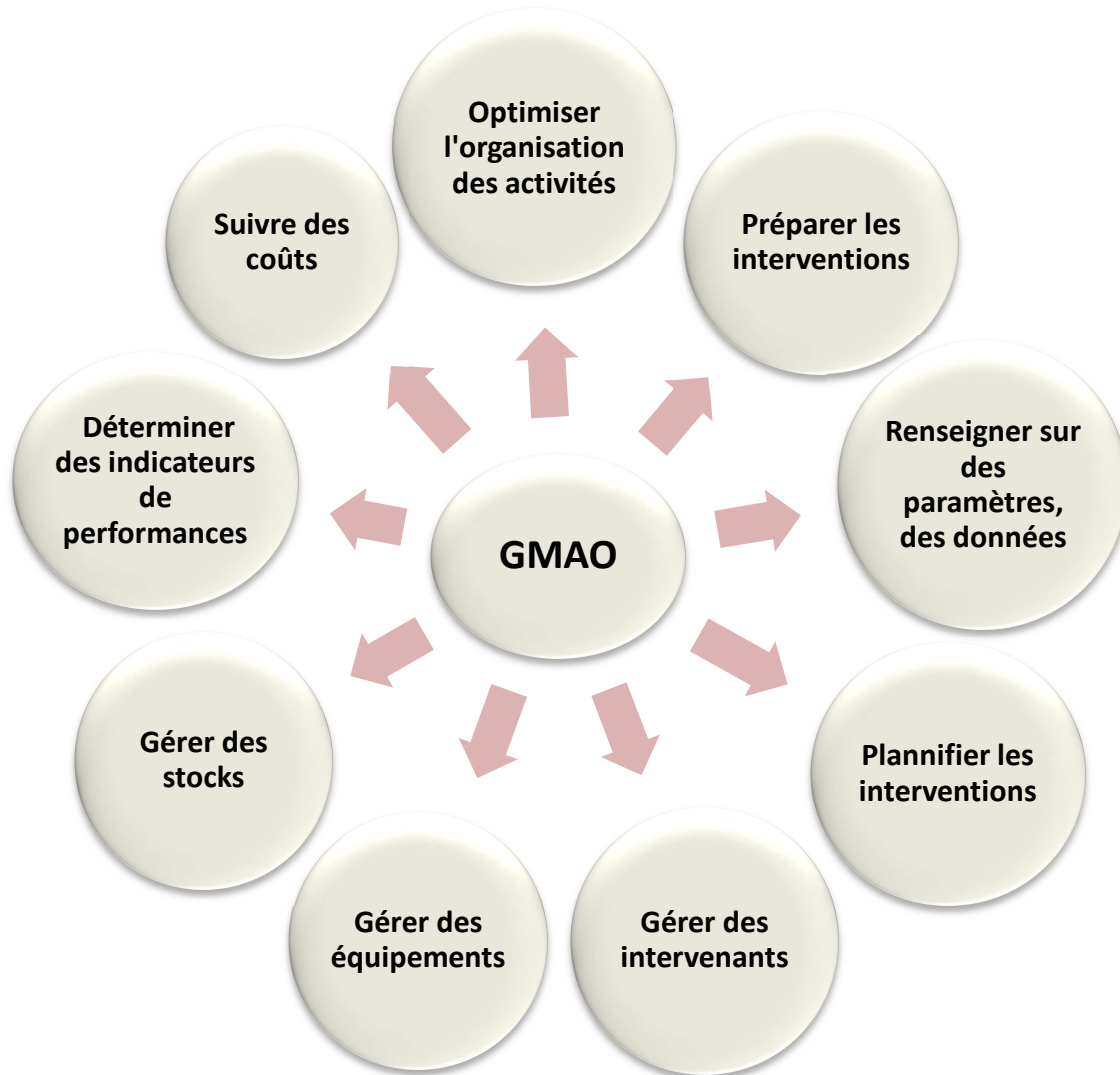 Optimiser
l'organisation
des activités
Préparer les
interventions
Renseigner sur
des
paramètres,
des données
Plannifier les
interventions
Gérer des
intervenants
Gérer des
équipements
Gérer des
stocks
Déterminer
des indicateurs
de
performances
Suivre des
coûts
GMAO